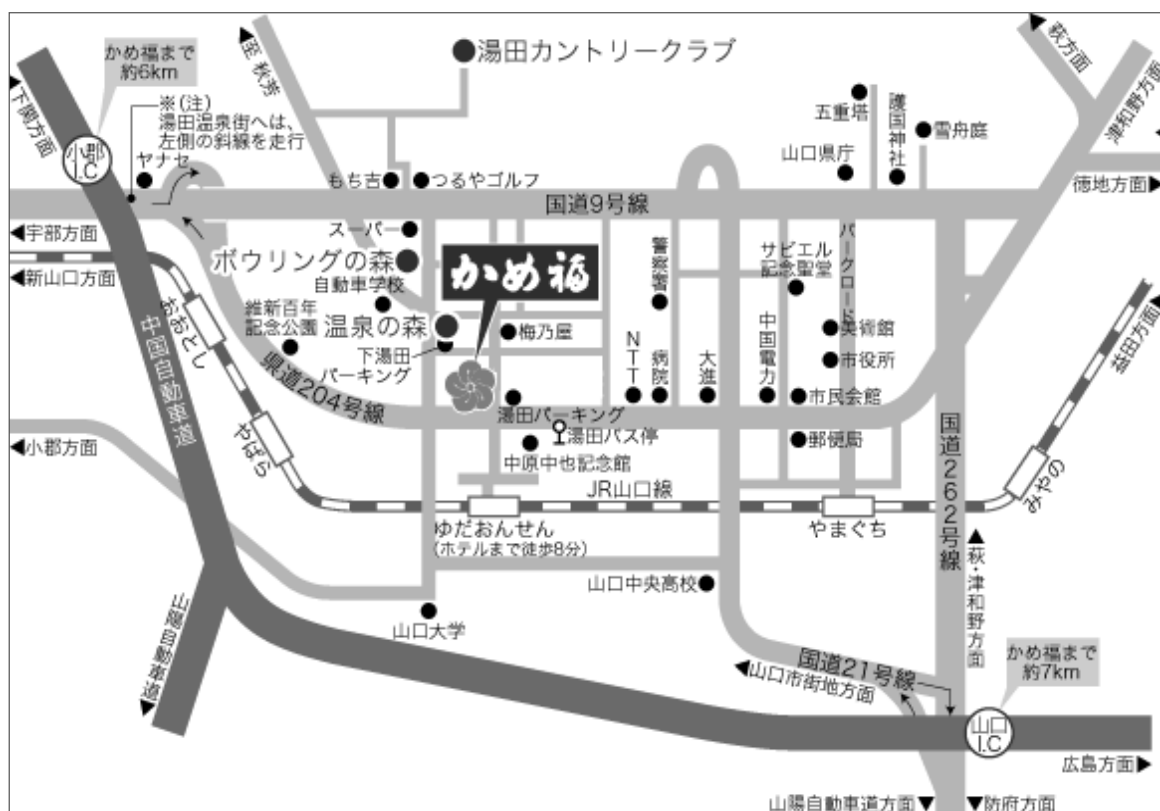 かめ福まで
約6km
下関方面
小郡
I.C
※(注)
湯田温泉街へは、
左側の斜線を走行
ヤナセ
至 秋芳
湯田カントリークラブ
五重塔
護国神社
雪舟庭
山口県庁
萩方面
津和野方面
徳地方面
もち吉
つるやゴルフ
国道9号線
宇部方面
新山口方面
スーパー
ボウリングの森
自動車学校
かめ福
警察署
サビエル
記念聖堂
パークロード
おおとし
維新百年
記念公園
温泉の森
下湯田
パーキング
梅乃屋
NTT
病院
大進
中国電力
美術館
市役所
市民会館
益田方面
中国自動車道
県道204号線
湯田パーキング
湯田バス停
郵便局
国道262号線
小郡方面
やばら
中原中也記念館
JR山口線
みやの
ゆだおんせん
(ホテルまで徒歩8分)
やまぐち
萩・津和野方面
山口中央高校
山陽自動車道
山口大学
国道21号線
山口市街地方面
かめ福まで
約7km
山口
I.C
広島方面
山陽自動車道方面
防府方面